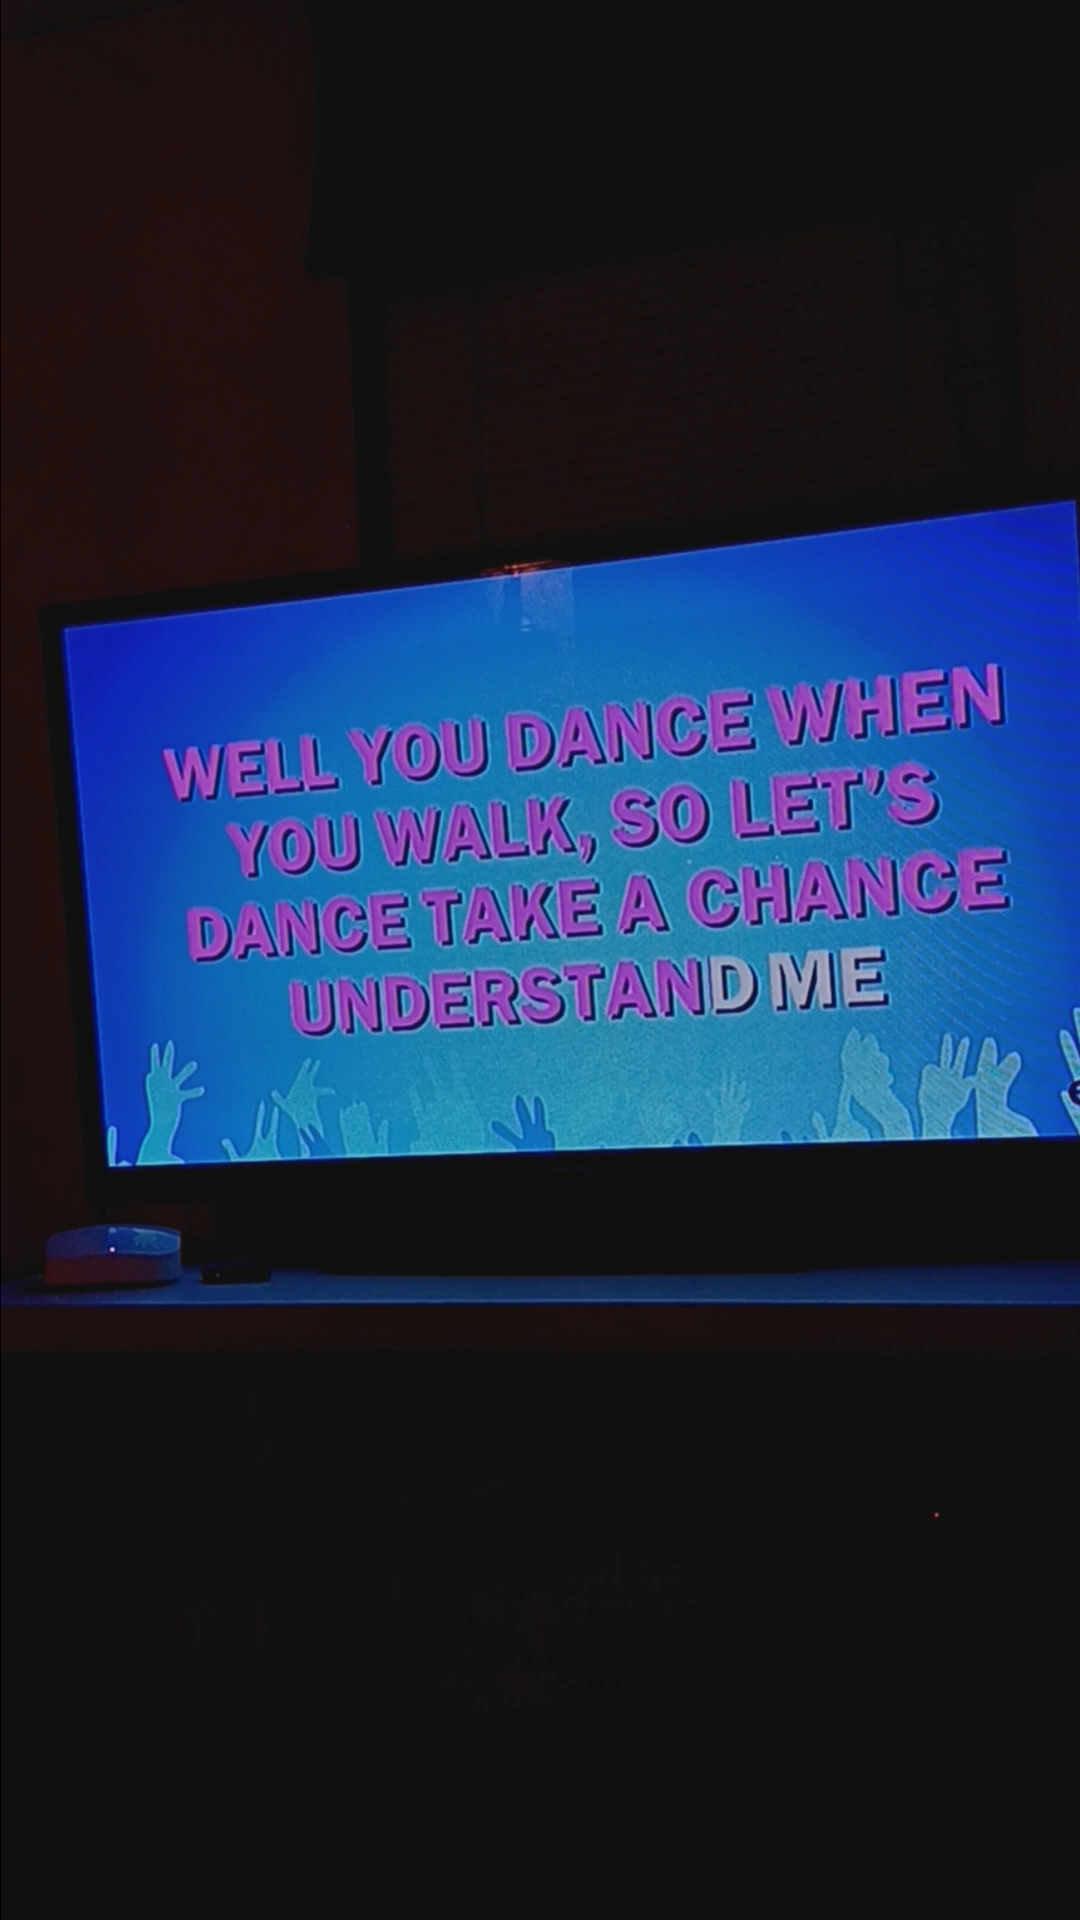 WELL YOU DANCE WHEN
YOU WALK, SO LET'S
DANCE TAKE A CHANCE
UNDERSTAND ME